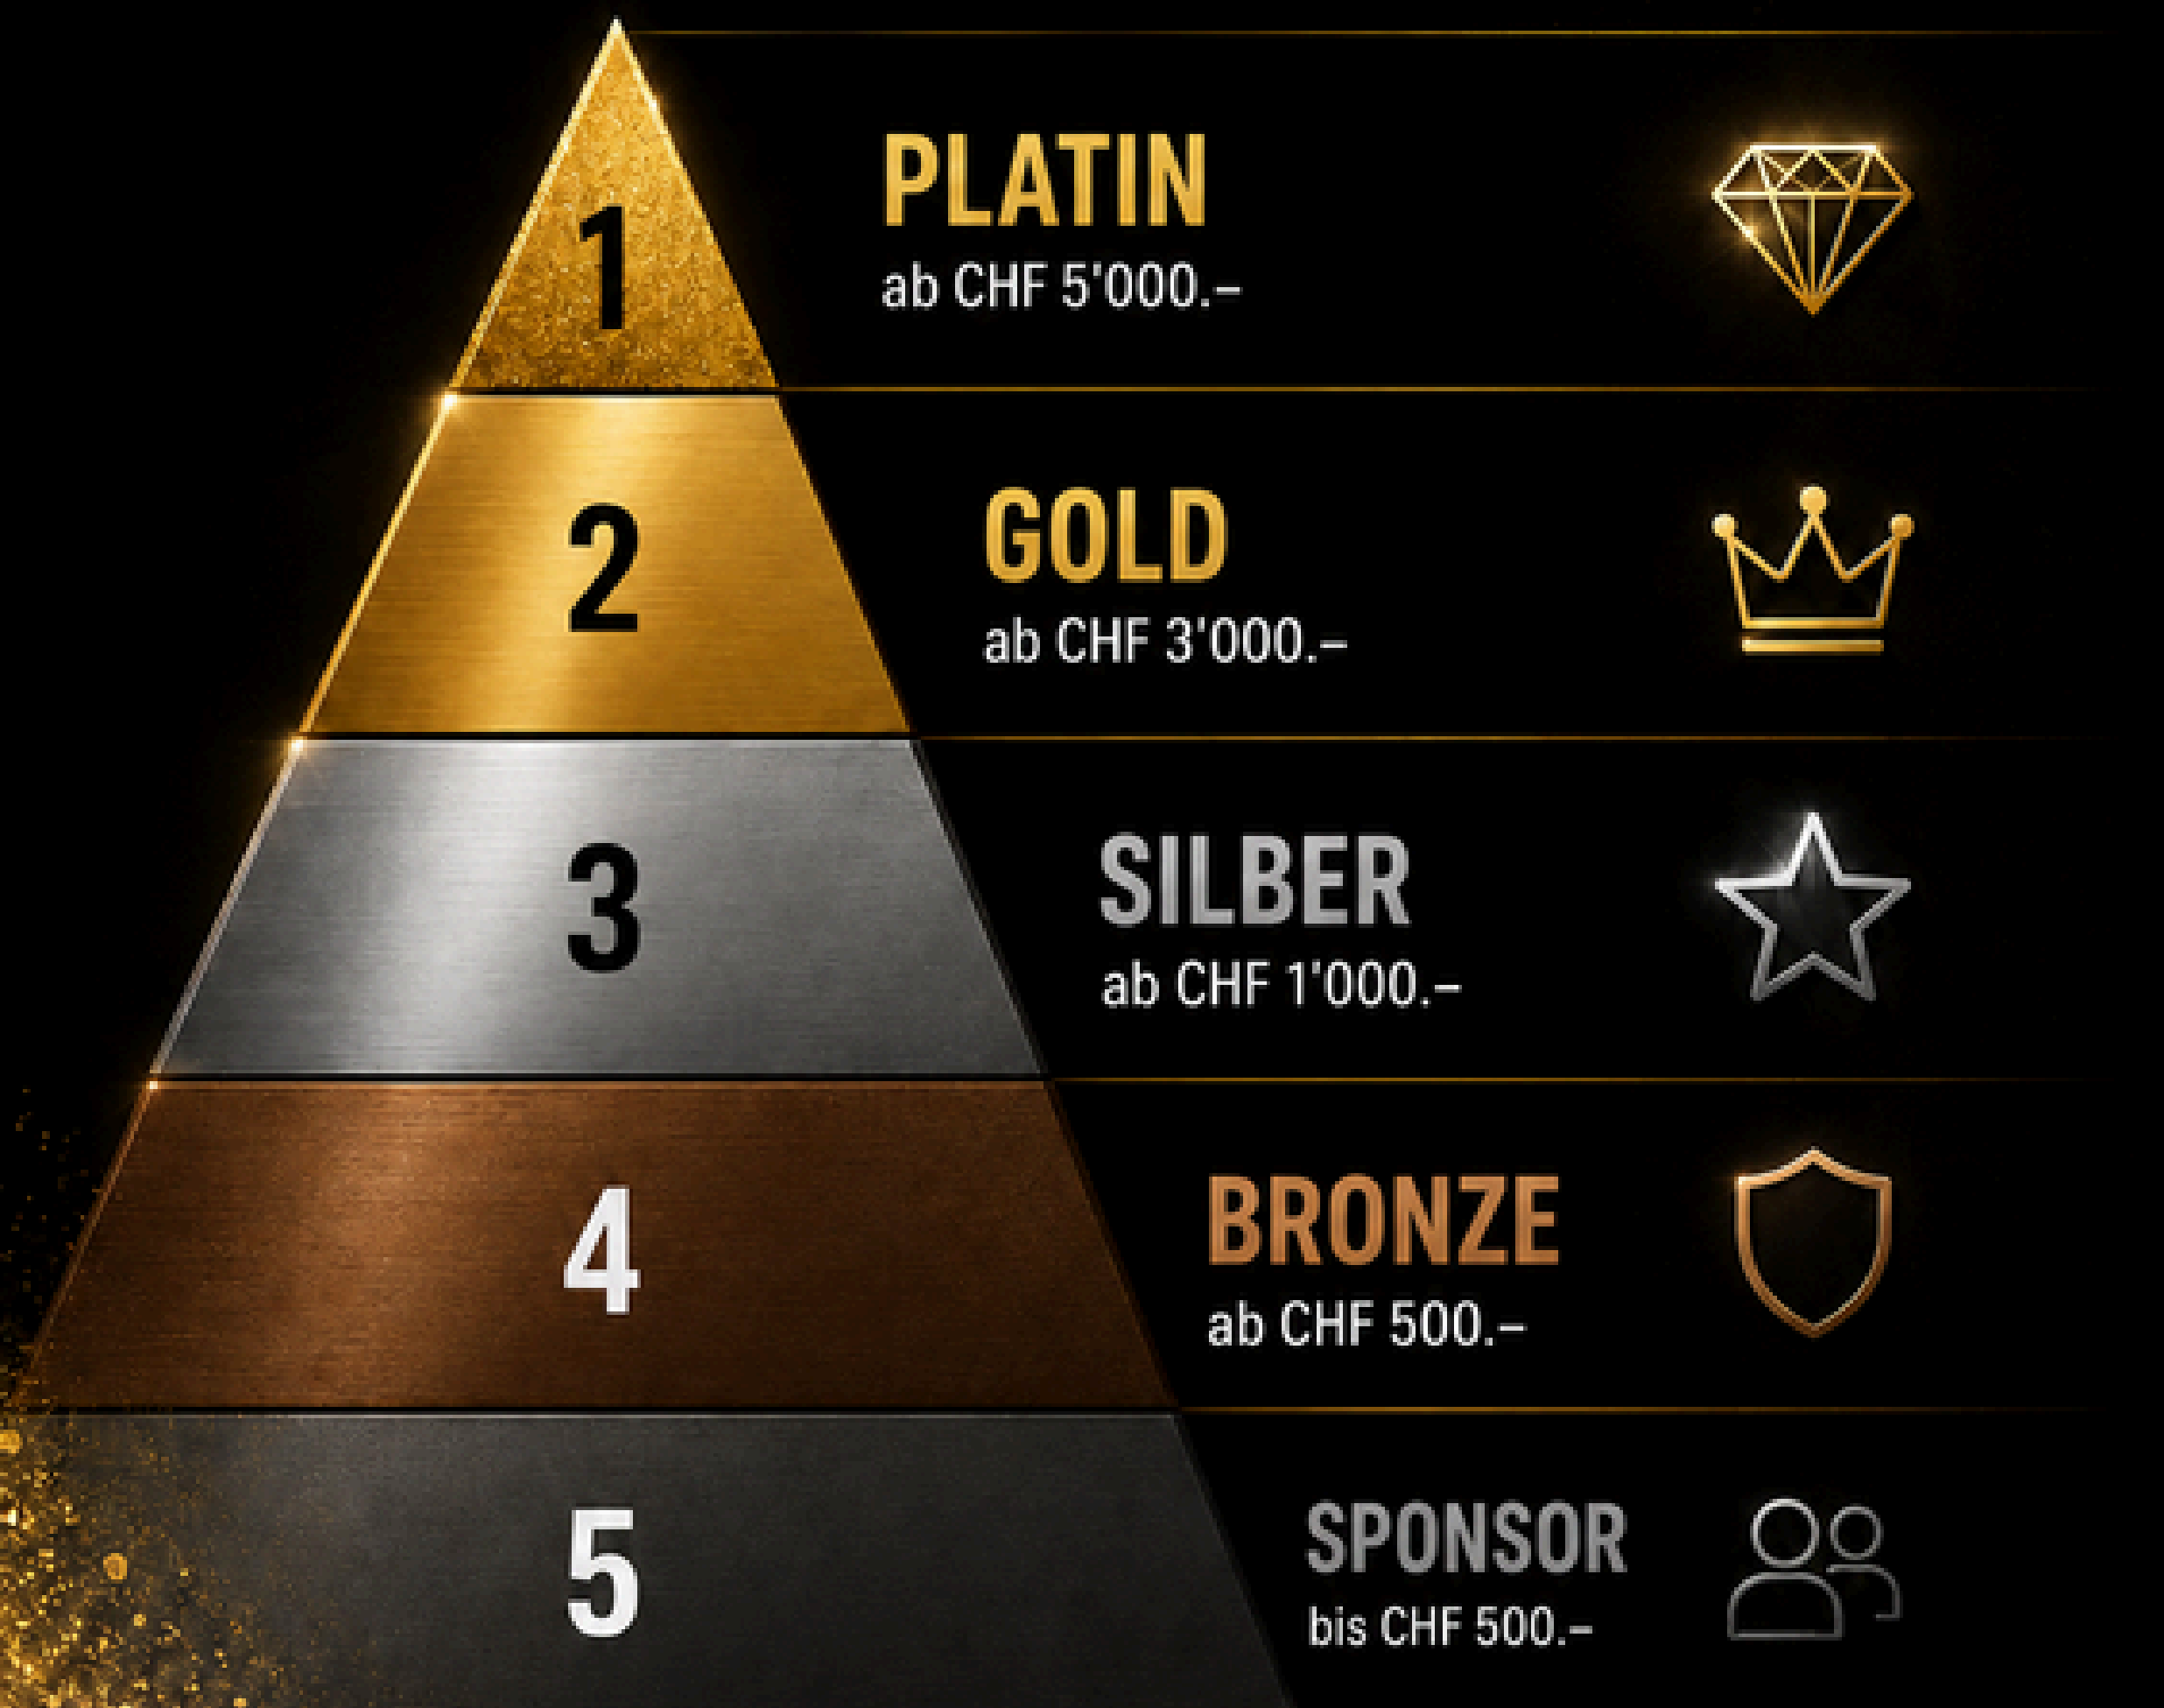 1
PLATIN
ab CHF 5'000.–
2
GOLD
ab CHF 3'000.–
3
SILBER
ab CHF 1'000.–
4
BRONZE
ab CHF 500.–
5
SPONSOR
bis CHF 500.–